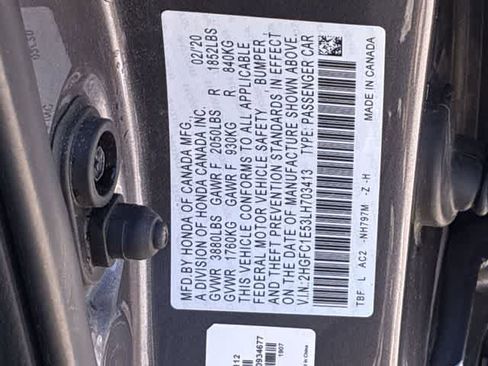 MFD.BY HONDA OF CANADA MFG., 02/'20
A DIVISION OF HONDA CANADA INC.
GVWR 3880LBS GAWR F 2050LBS R 1852LBS
GVWR 1760KG GAWR F 930KG R 840KG
THIS VEHICLE CONFORMS TO ALL APPLICABLE
FEDERAL MOTOR VEHICLE SAFETY, BUMPER,
AND THEFT PREVENTION STANDARDS IN EFFECT
ON THE DATE OF MANUFACTURE SHOWN ABOVE.
V.I.N.:2HGFC1E53LH703413 TYPE:PASSENGER CAR
TBF: L AC2 -NH797M -Z -H
MADE IN CANADA
0934677
1907